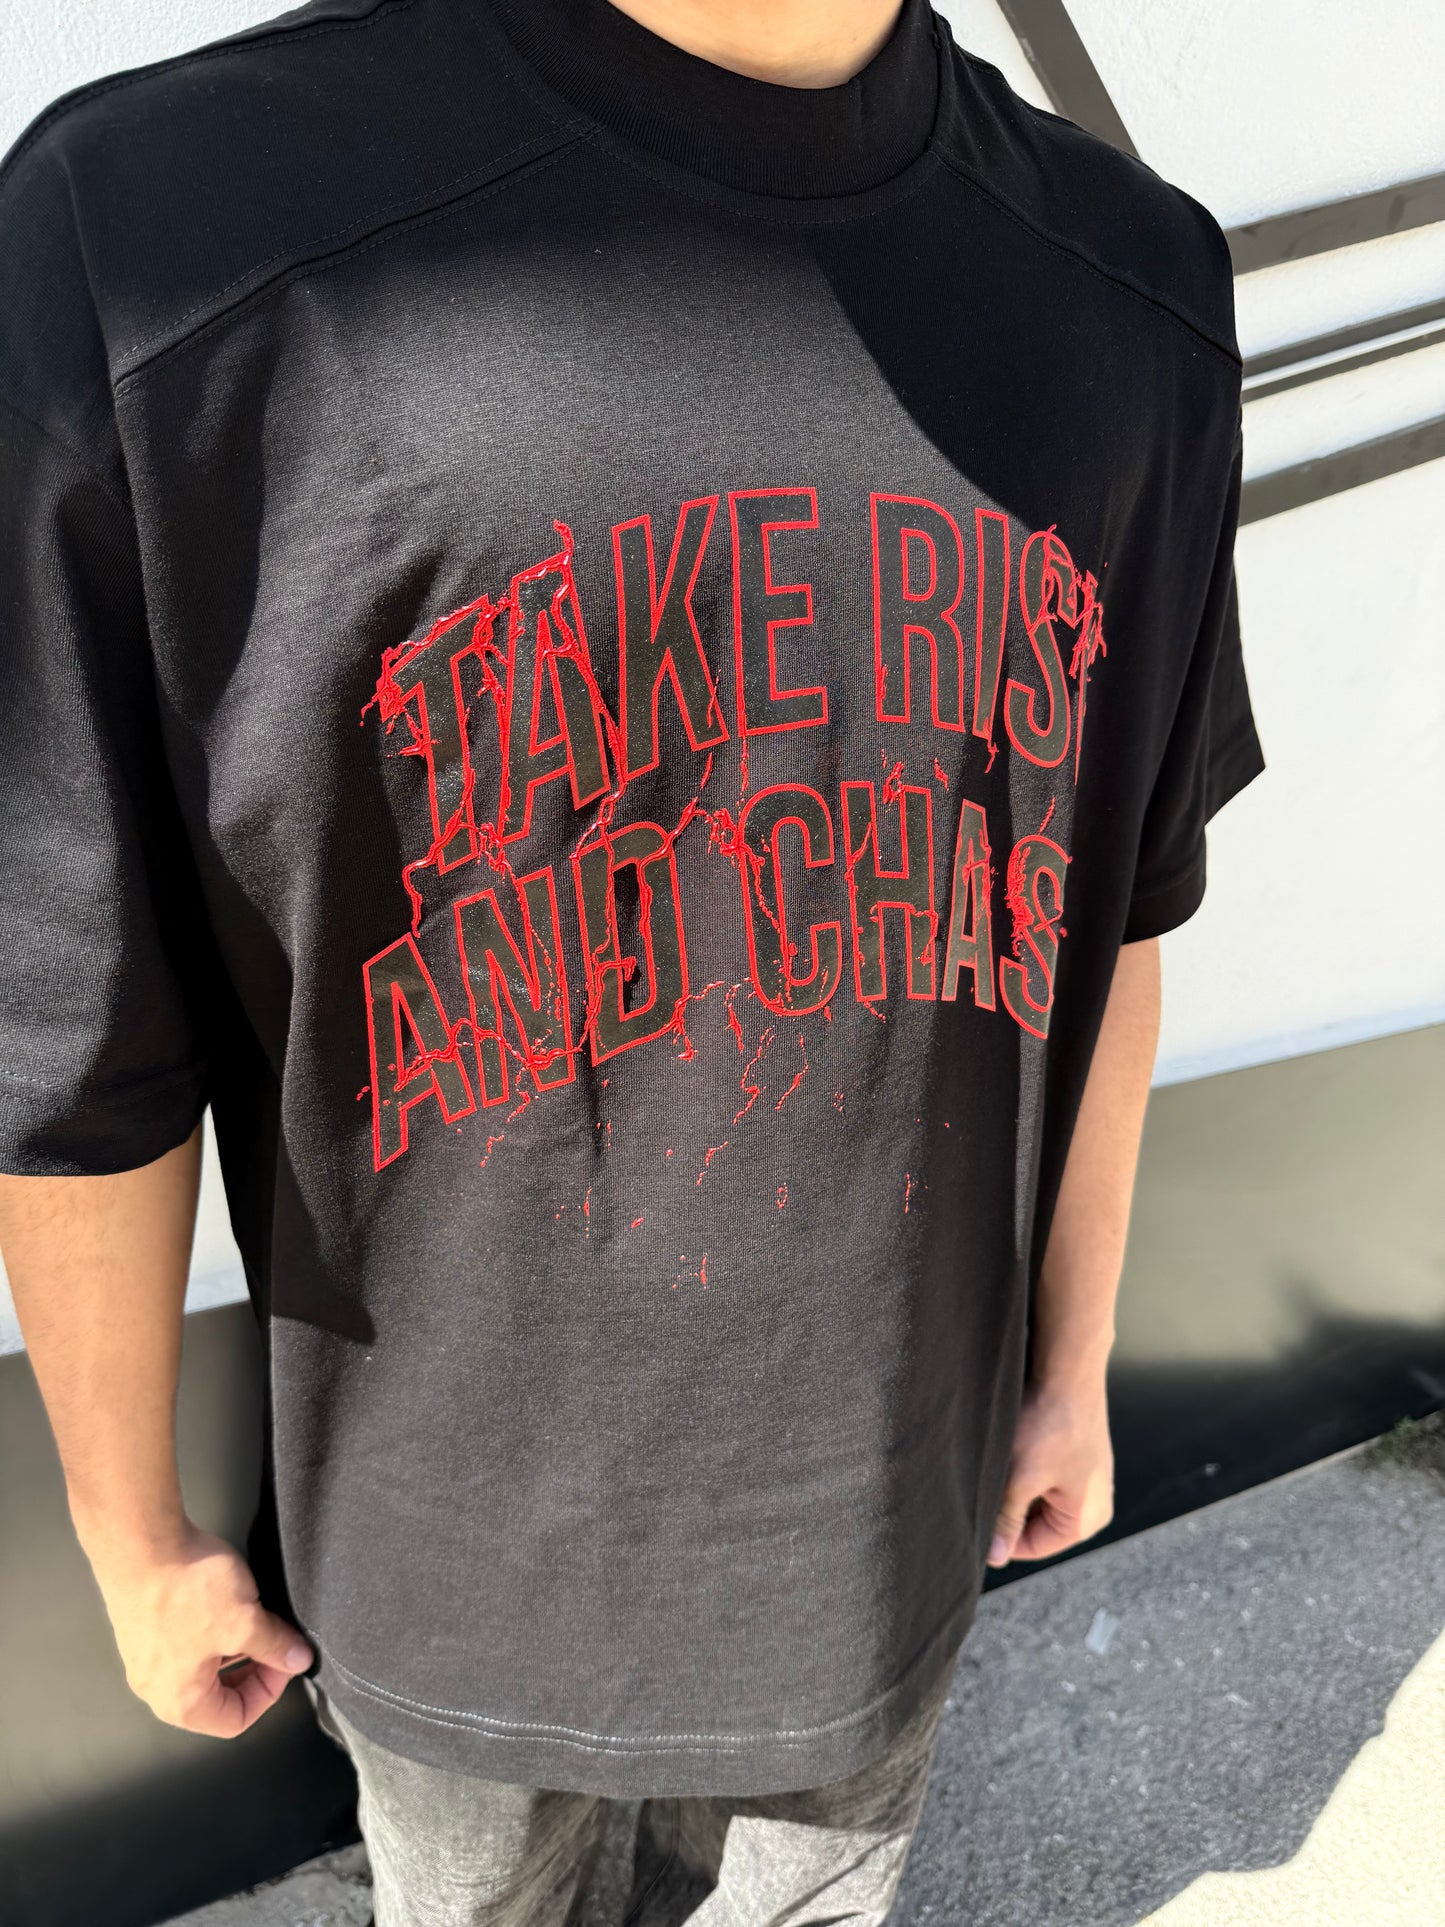 TAKE RIS
AND CHAS